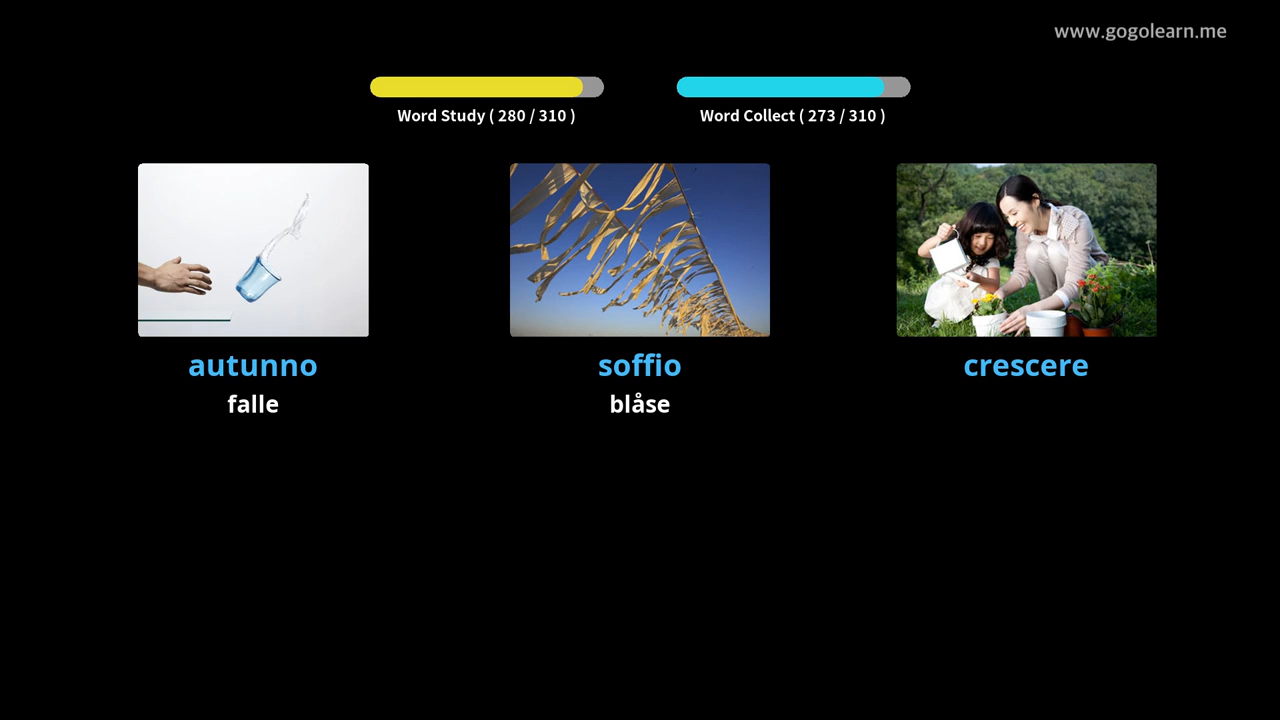 www.gogolearn.me
Word Study ( 280 / 310 )
Word Collect ( 273 / 310 )
autunno
soffio
crescere
falle
blåse